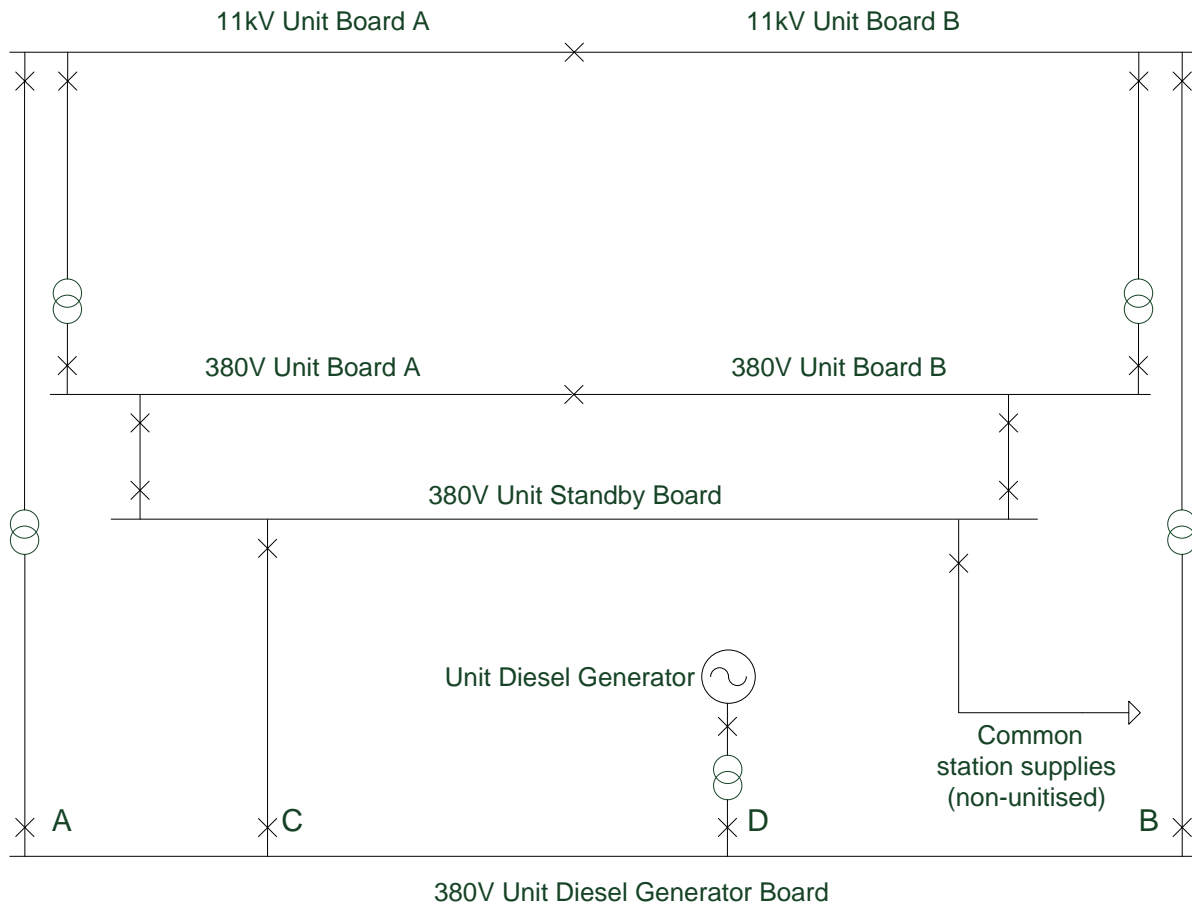 11kV Unit Board A
11kV Unit Board B
380V Unit Board A
380V Unit Board B
380V Unit Standby Board
Unit Diesel Generator
Common
station supplies
(non-unitised)
A
C
D
B
380V Unit Diesel Generator Board